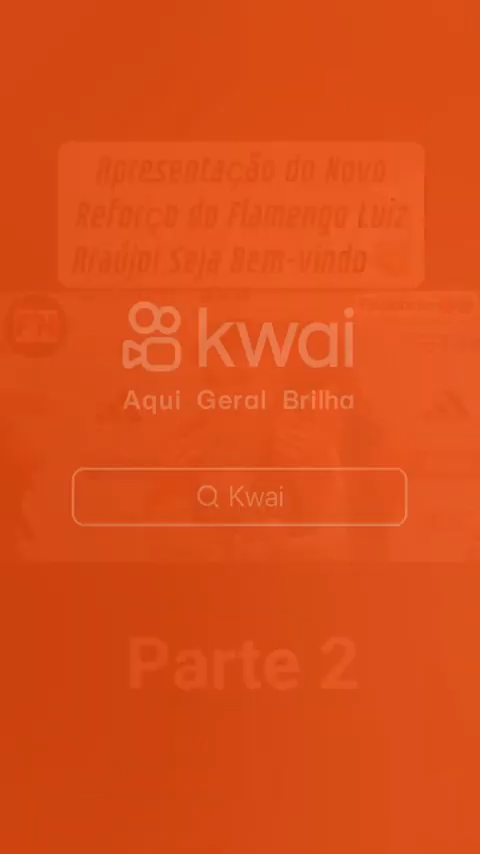 Apresentação do Novo
Reforço do Flamengo Luiz
Araújo! Seja Bem-vindo
kwai
Aqui Geral Brilha
Kwai
Parte 2